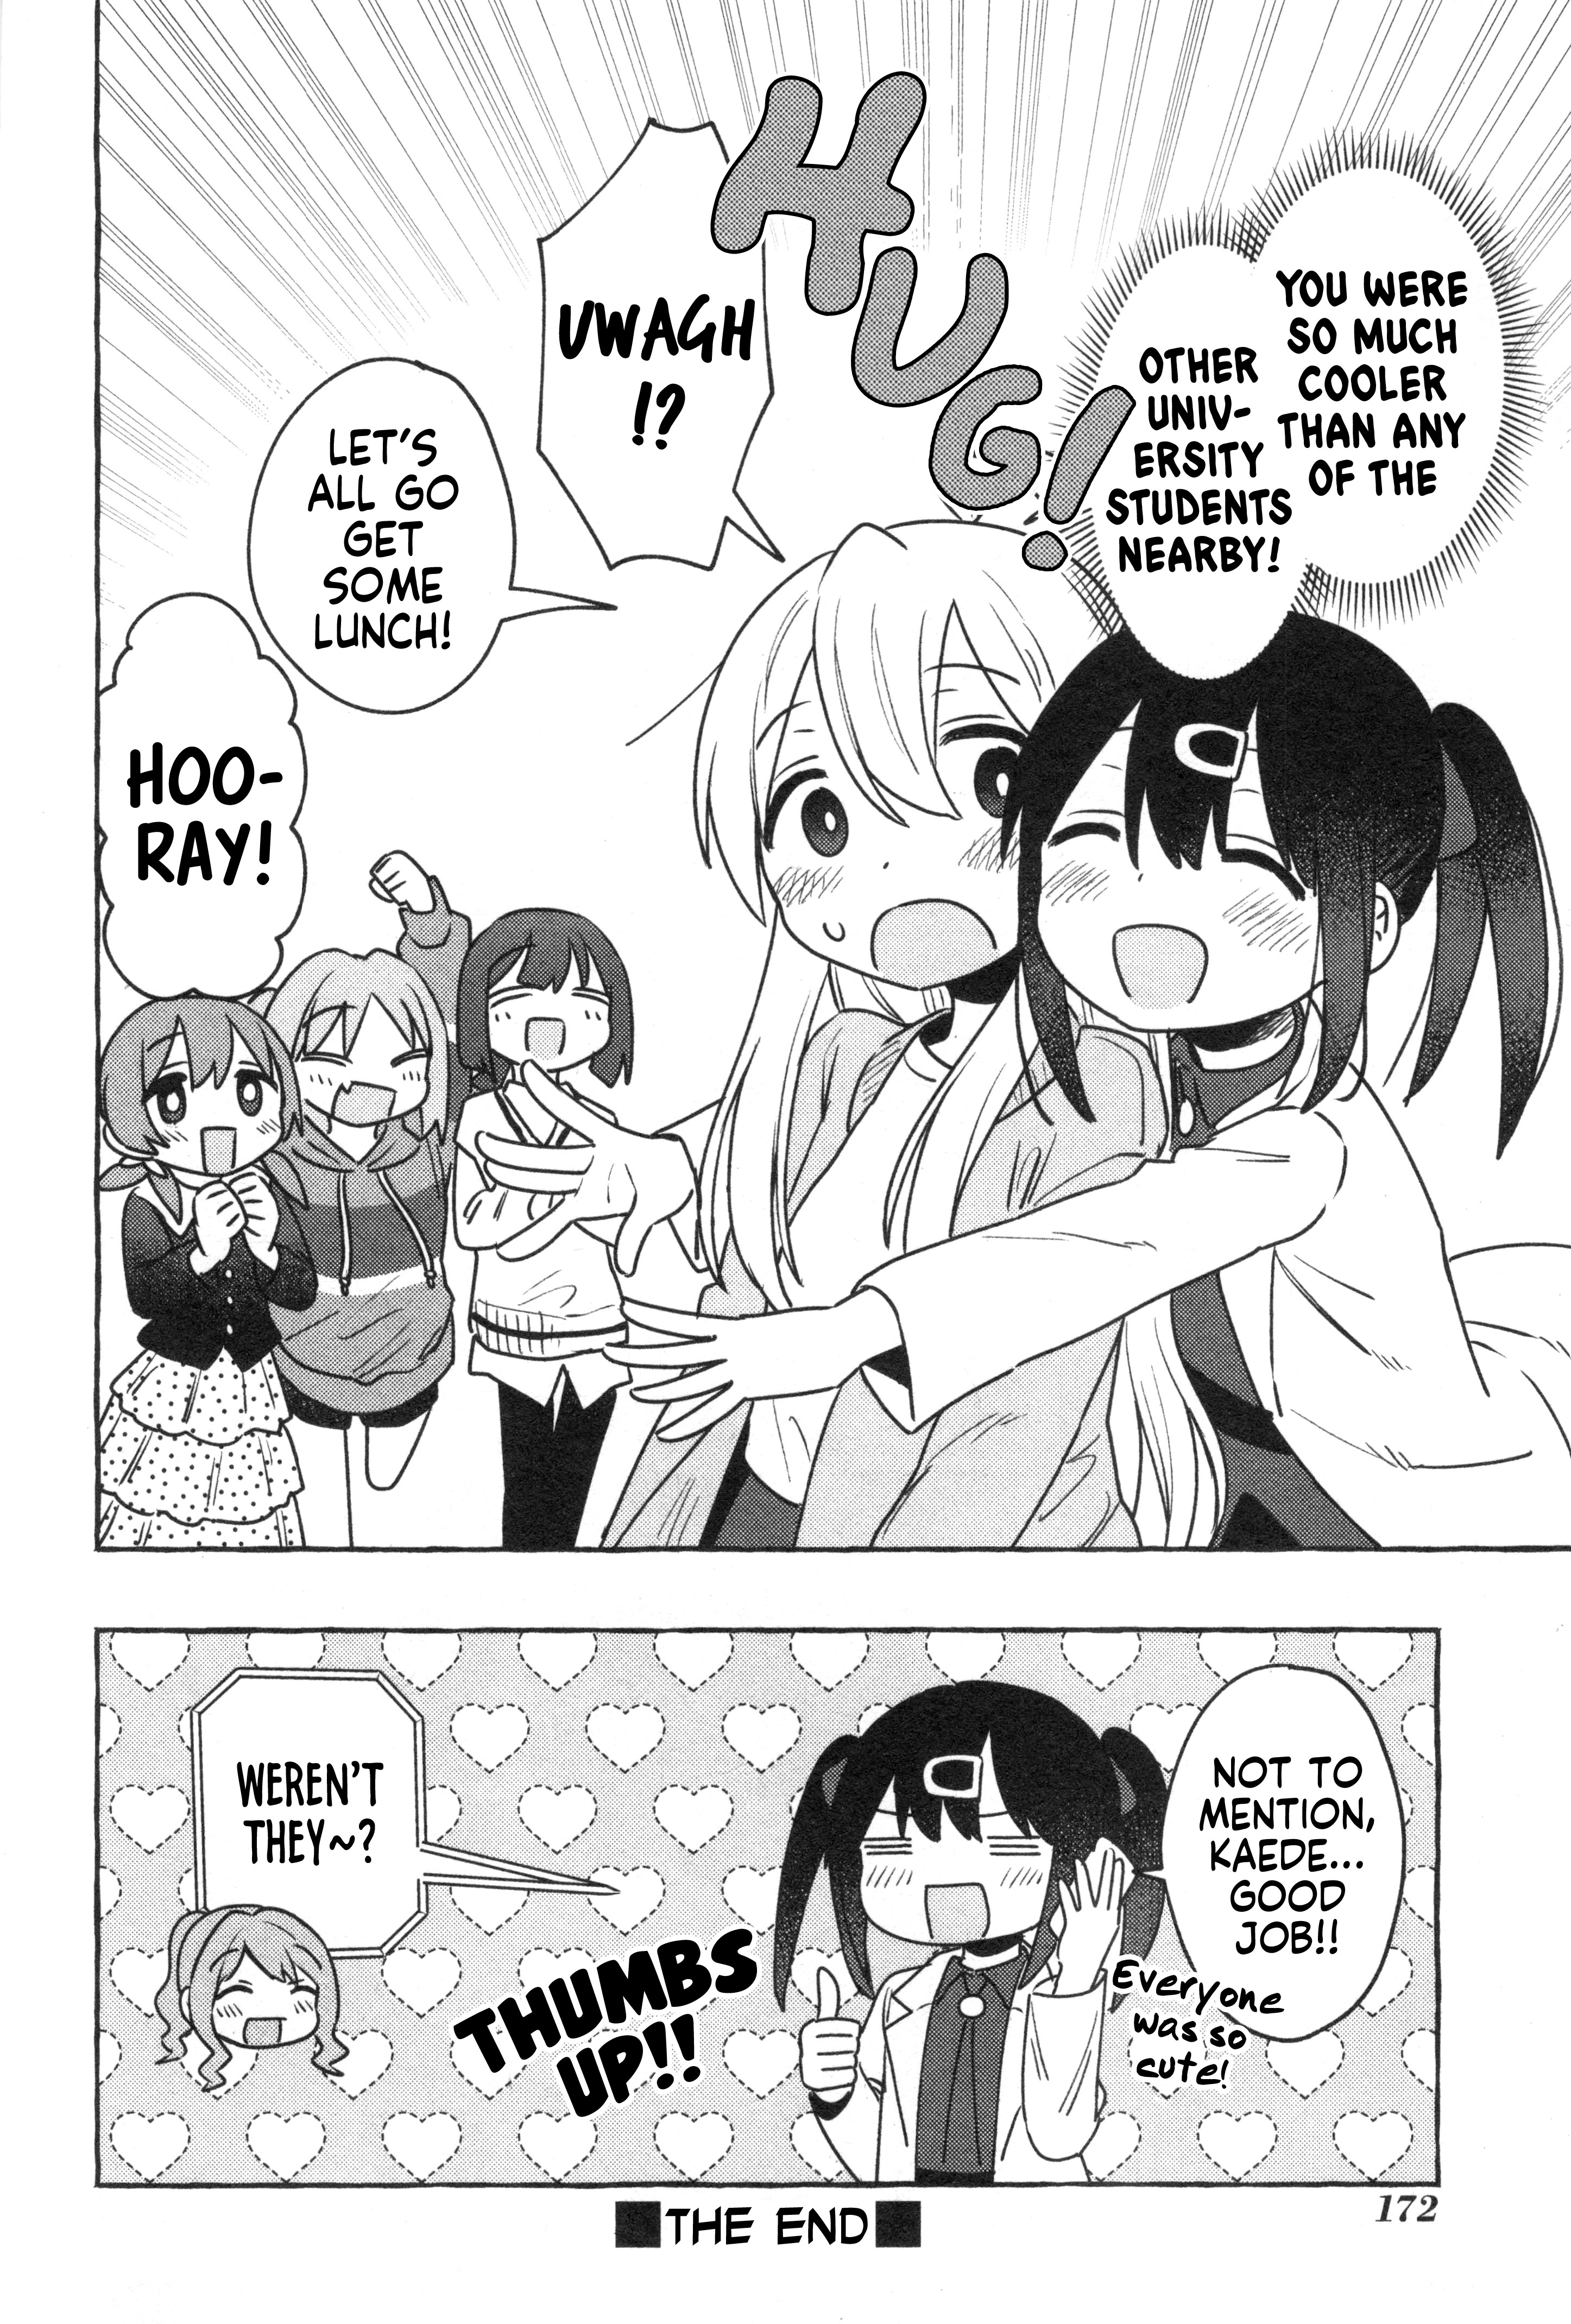 YOU WERE
SO MUCH
COOLER
THAN ANY
OF THE
OTHER
UNIV-
ERSITY
STUDENTS
NEARBY!
HUG!
UWAGH
!?
LET'S
ALL GO
GET
SOME
LUNCH!
HOO-
RAY!
NOT TO
MENTION,
KAEDE...
GOOD
JOB!!
Everyone
was so
cute!
THUMBS
UP!!
WEREN'T
THEY~?
■THE END■
172